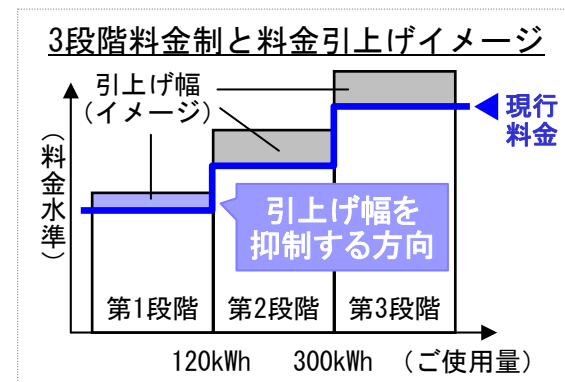 3段階料金制と料金引上げイメージ
引上げ幅
（イメージ）
現行
料金
（料金水準）
引上げ幅を
抑制する方向
第1段階
第2段階
第3段階
120kWh
300kWh
（ご使用量）